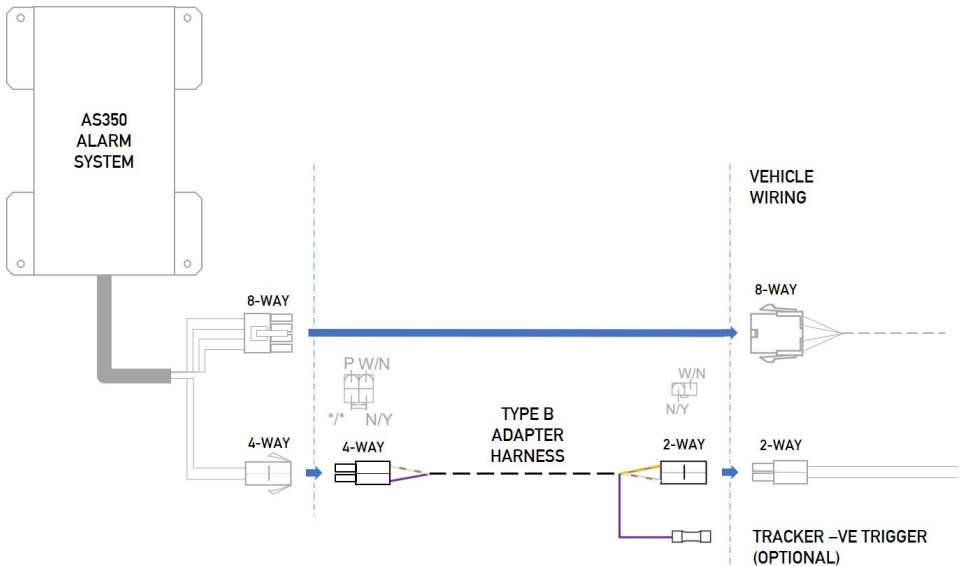 AS350
ALARM
SYSTEM
VEHICLE
WIRING
8-WAY
8-WAY
P W/N
*/* N/Y
W/N
N/Y
TYPE B
ADAPTER
HARNESS
4-WAY
4-WAY
2-WAY
2-WAY
TRACKER –VE TRIGGER
(OPTIONAL)